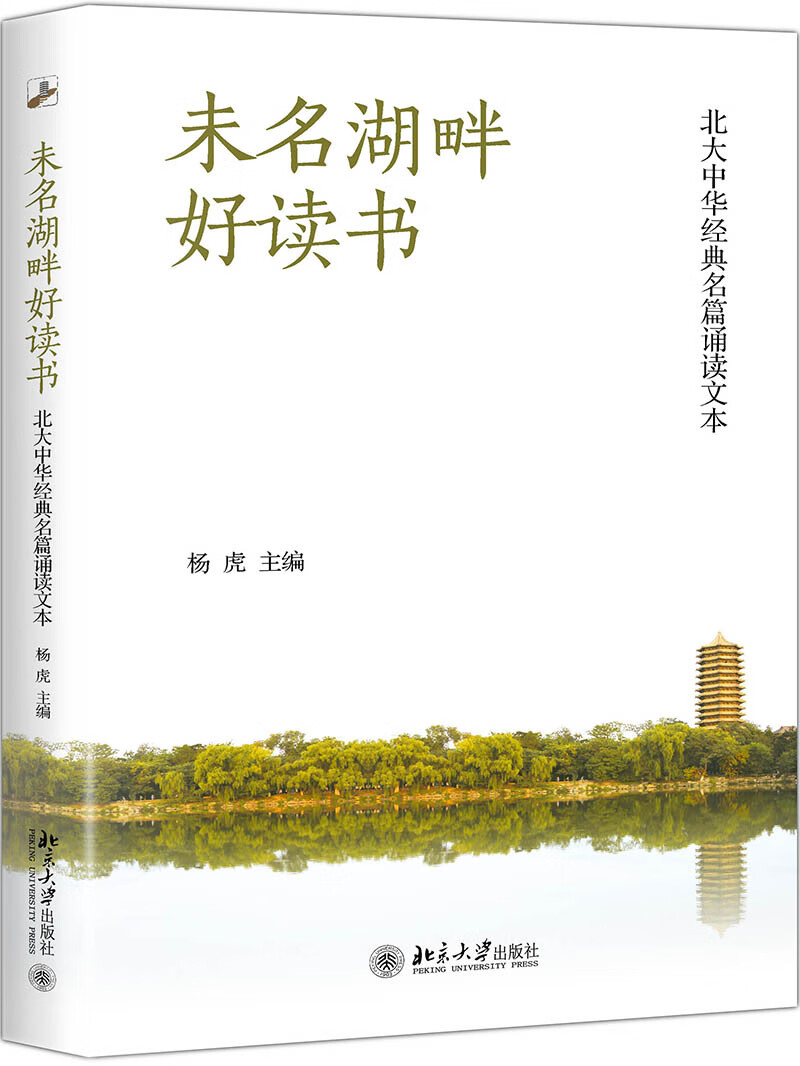 未名湖畔
好读书
北大中华经典名篇诵读文本
杨虎 主编
北京大学出版社
PEKING UNIVERSITY PRESS
未名湖畔好读书
北大中华经典名篇诵读文本
杨虎 主编
北京大学出版社
PEKING UNIVERSITY PRESS